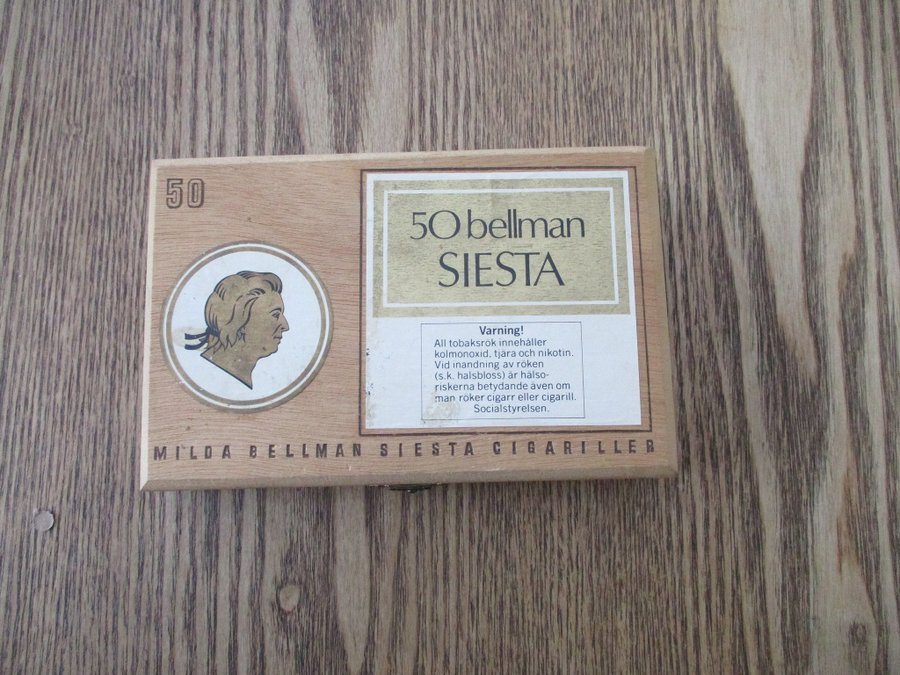 50
50 bellman
SIESTA
Varning!
All tobaksrök innehåller
kolmonoxid, tjära och nikotin.
Vid inandning av röken
(s.k. halsbloss) är hälso-
riskerna betydande även om
man röker cigarr eller cigarill.
Socialstyrelsen.
MILDA BELLMAN SIESTA CIGARILLER